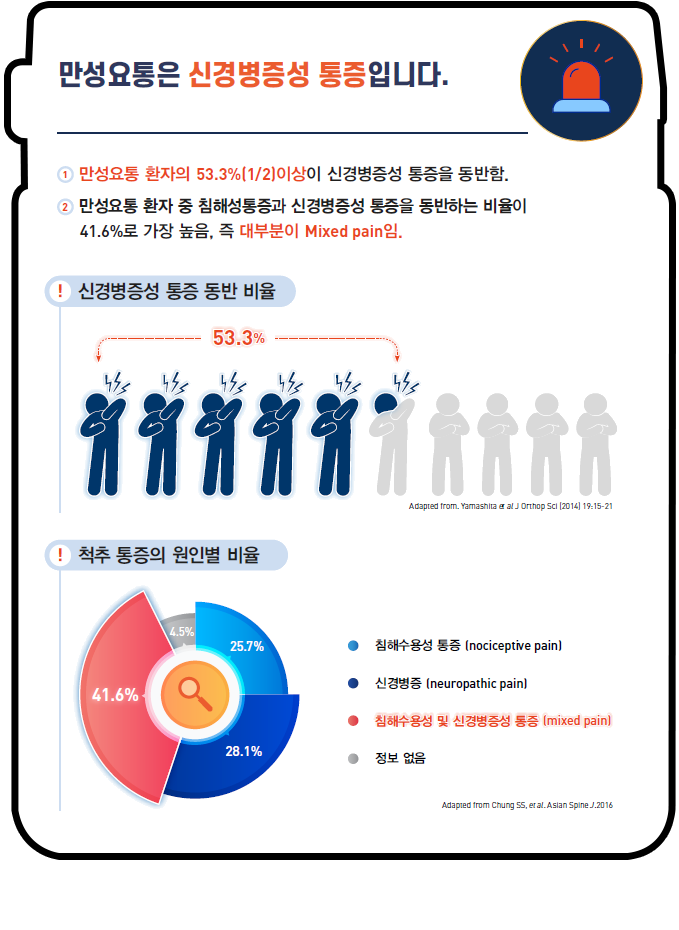 만성요통은 신경병증성 통증입니다.
1 만성요통 환자의 53.3%(1/2)이상이 신경병증성 통증을 동반함.
2 만성요통 환자 중 침해성통증과 신경병증성 통증을 동반하는 비율이
41.6%로 가장 높음, 즉 대부분이 Mixed pain임.
! 신경병증성 통증 동반 비율
53.3%
Adapted from. Yamashita et al J Orthop Sci (2014) 19:15-21
! 척추 통증의 원인별 비율
4.5%
25.7%
41.6%
28.1%
침해수용성 통증 (nociceptive pain)
신경병증 (neuropathic pain)
침해수용성 및 신경병증성 통증 (mixed pain)
정보 없음
Adapted from Chung SS, et al. Asian Spine J.2016